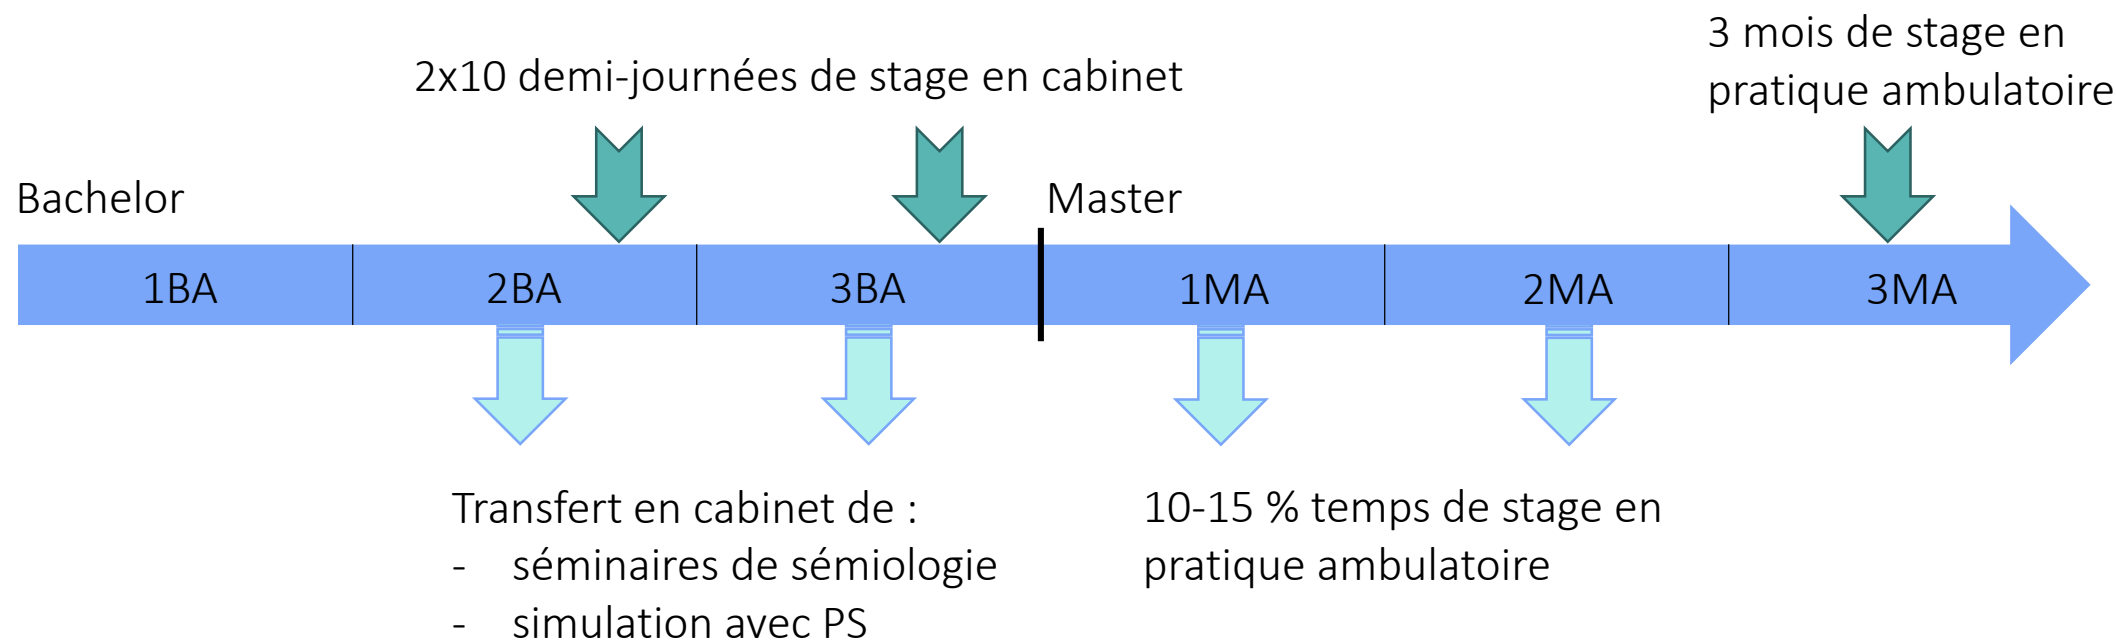 3 mois de stage en
pratique ambulatoire
2x10 demi-journées de stage en cabinet
Bachelor
Master
1BA
2BA
3BA
1MA
2MA
3MA
Transfert en cabinet de :
- séminaires de sémiologie
- simulation avec PS
10-15 % temps de stage en
pratique ambulatoire